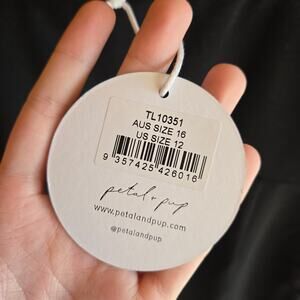 TL10351
AUS SIZE 16
US SIZE 12
9 357425 426016
petal + pup
www.petalandpup.com
@petalandpup